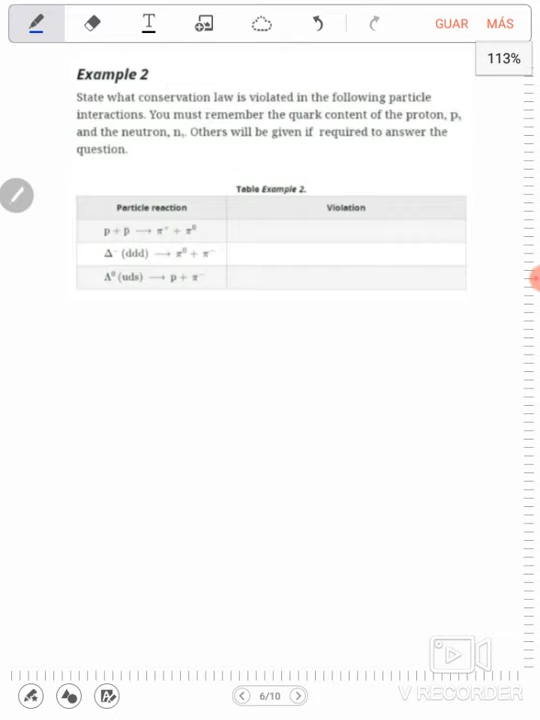 T GUAR MÁS
113%
Example 2
State what conservation law is violated in the following particle
interactions. You must remember the quark content of the proton, p,
and the neutron, n,. Others will be given if required to answer the
question.
Table Example 2.
Particle reaction Violation
p + p̄ ⟶ π⁺ + π⁰
Δ⁻ (ddd) ⟶ π⁰ + π⁻
Λ⁰ (uds) ⟶ p + π⁻
6/10
V RECORDER